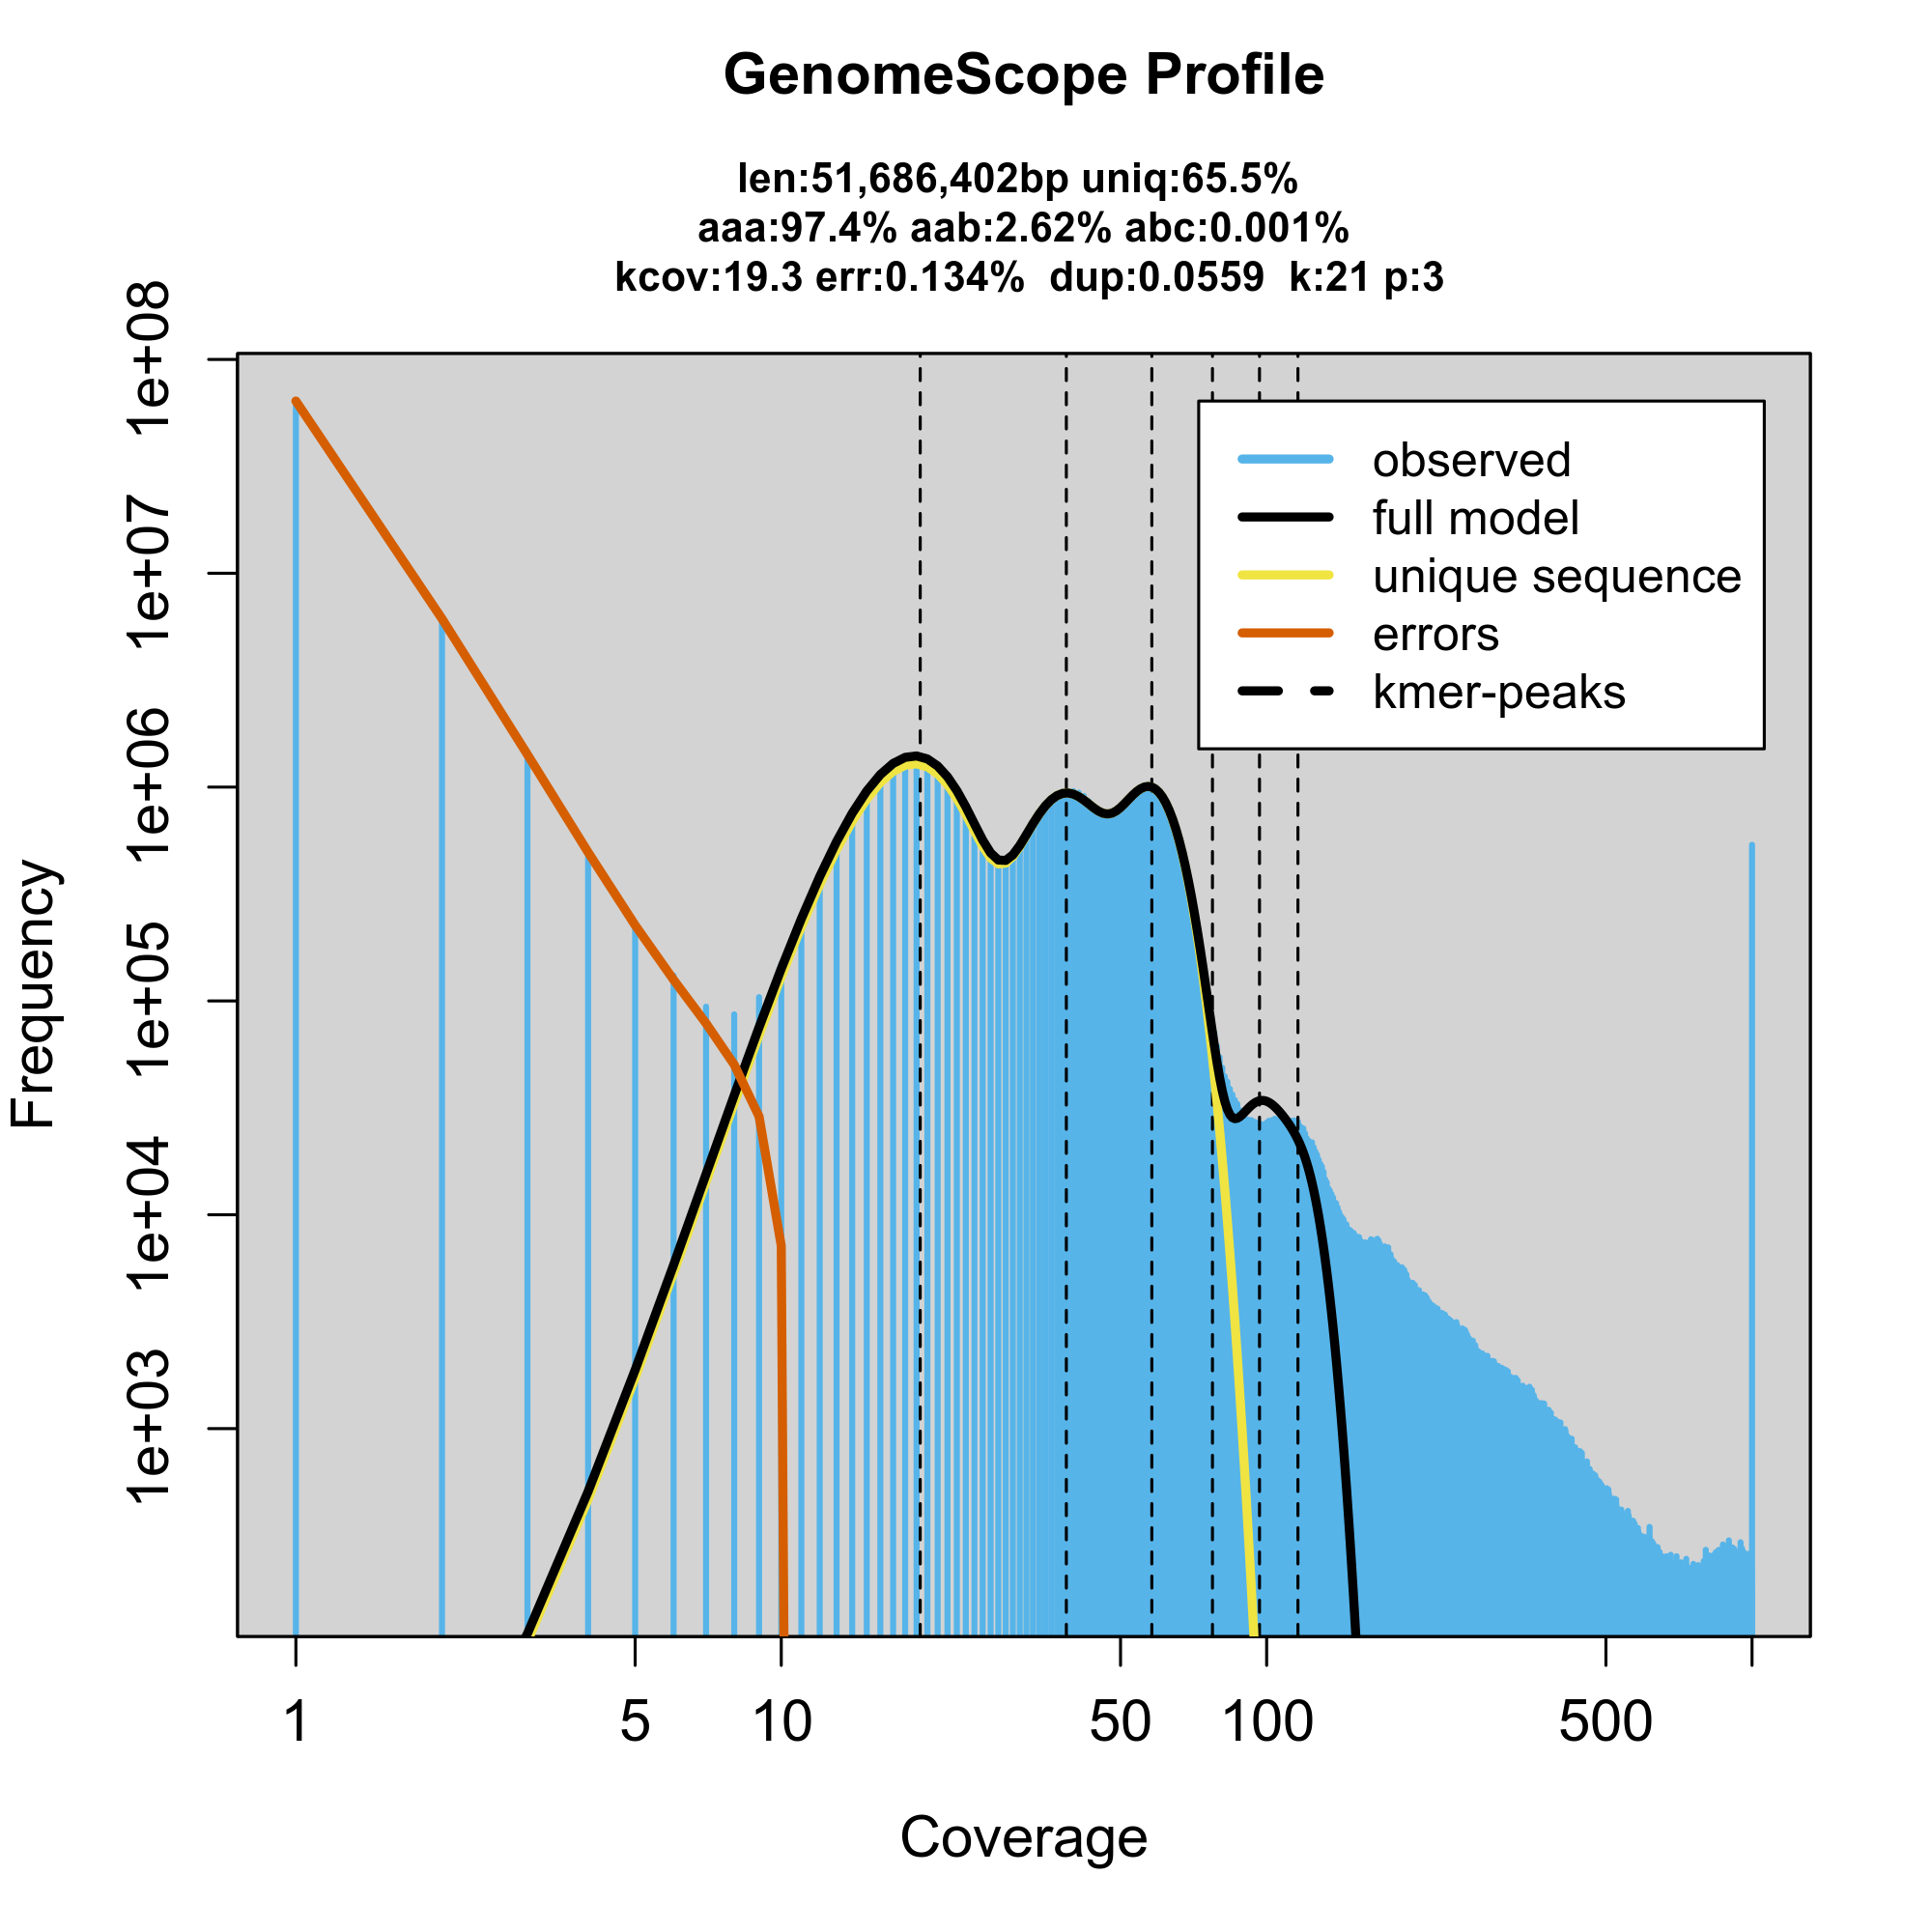 GenomeScope Profile
len:51,686,402bp uniq:65.5%
aaa:97.4% aab:2.62% abc:0.001%
kcov:19.3 err:0.134%  dup:0.0559  k:21 p:3
1e+08
1e+07
1e+06
1e+05
1e+04
1e+03
Frequency
observed
full model
unique sequence
errors
kmer-peaks
1 5 10 50 100 500
Coverage